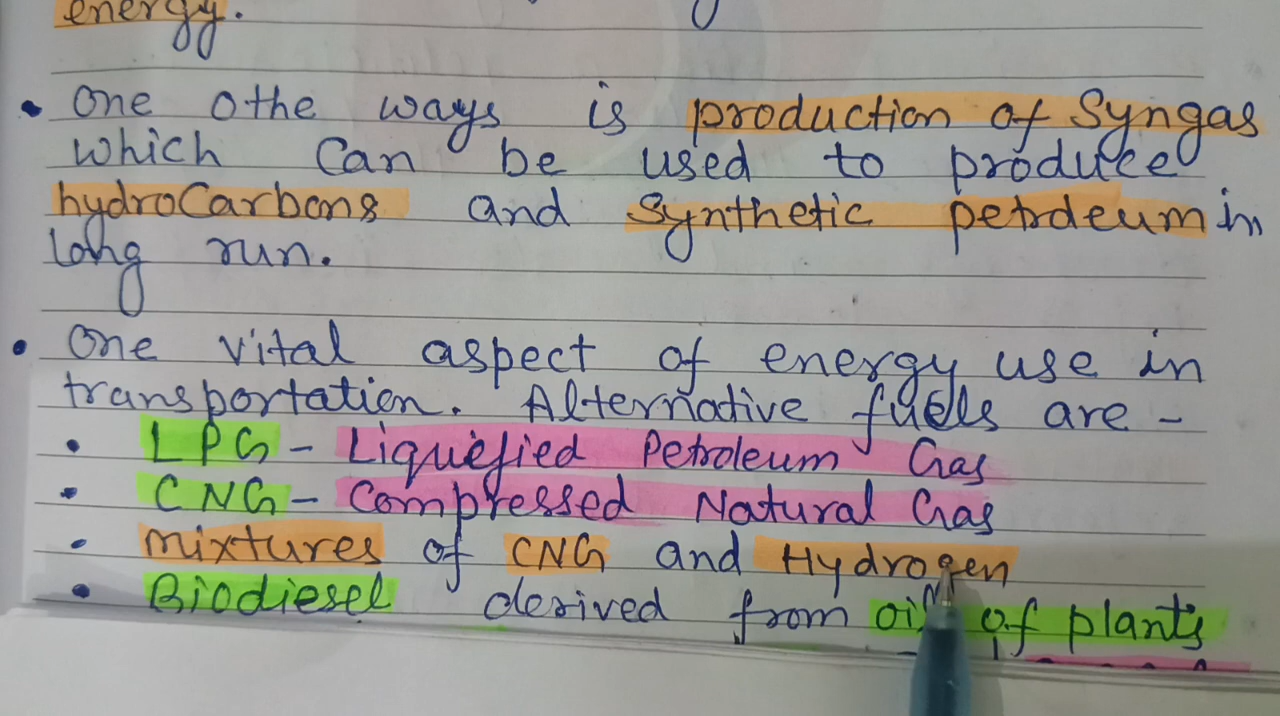 energy.
• One othe ways is production of Syngas
which can be used to produce
hydroCarbons and Synthetic petroleum in
long run.
• One vital aspect of energy use in
transportation. Alternative fuels are -
• LPG - Liquefied Petroleum Gas
• CNG - Compressed Natural Gas
• mixtures of CNG and Hydrogen
• Biodiesel derived from oil of plants